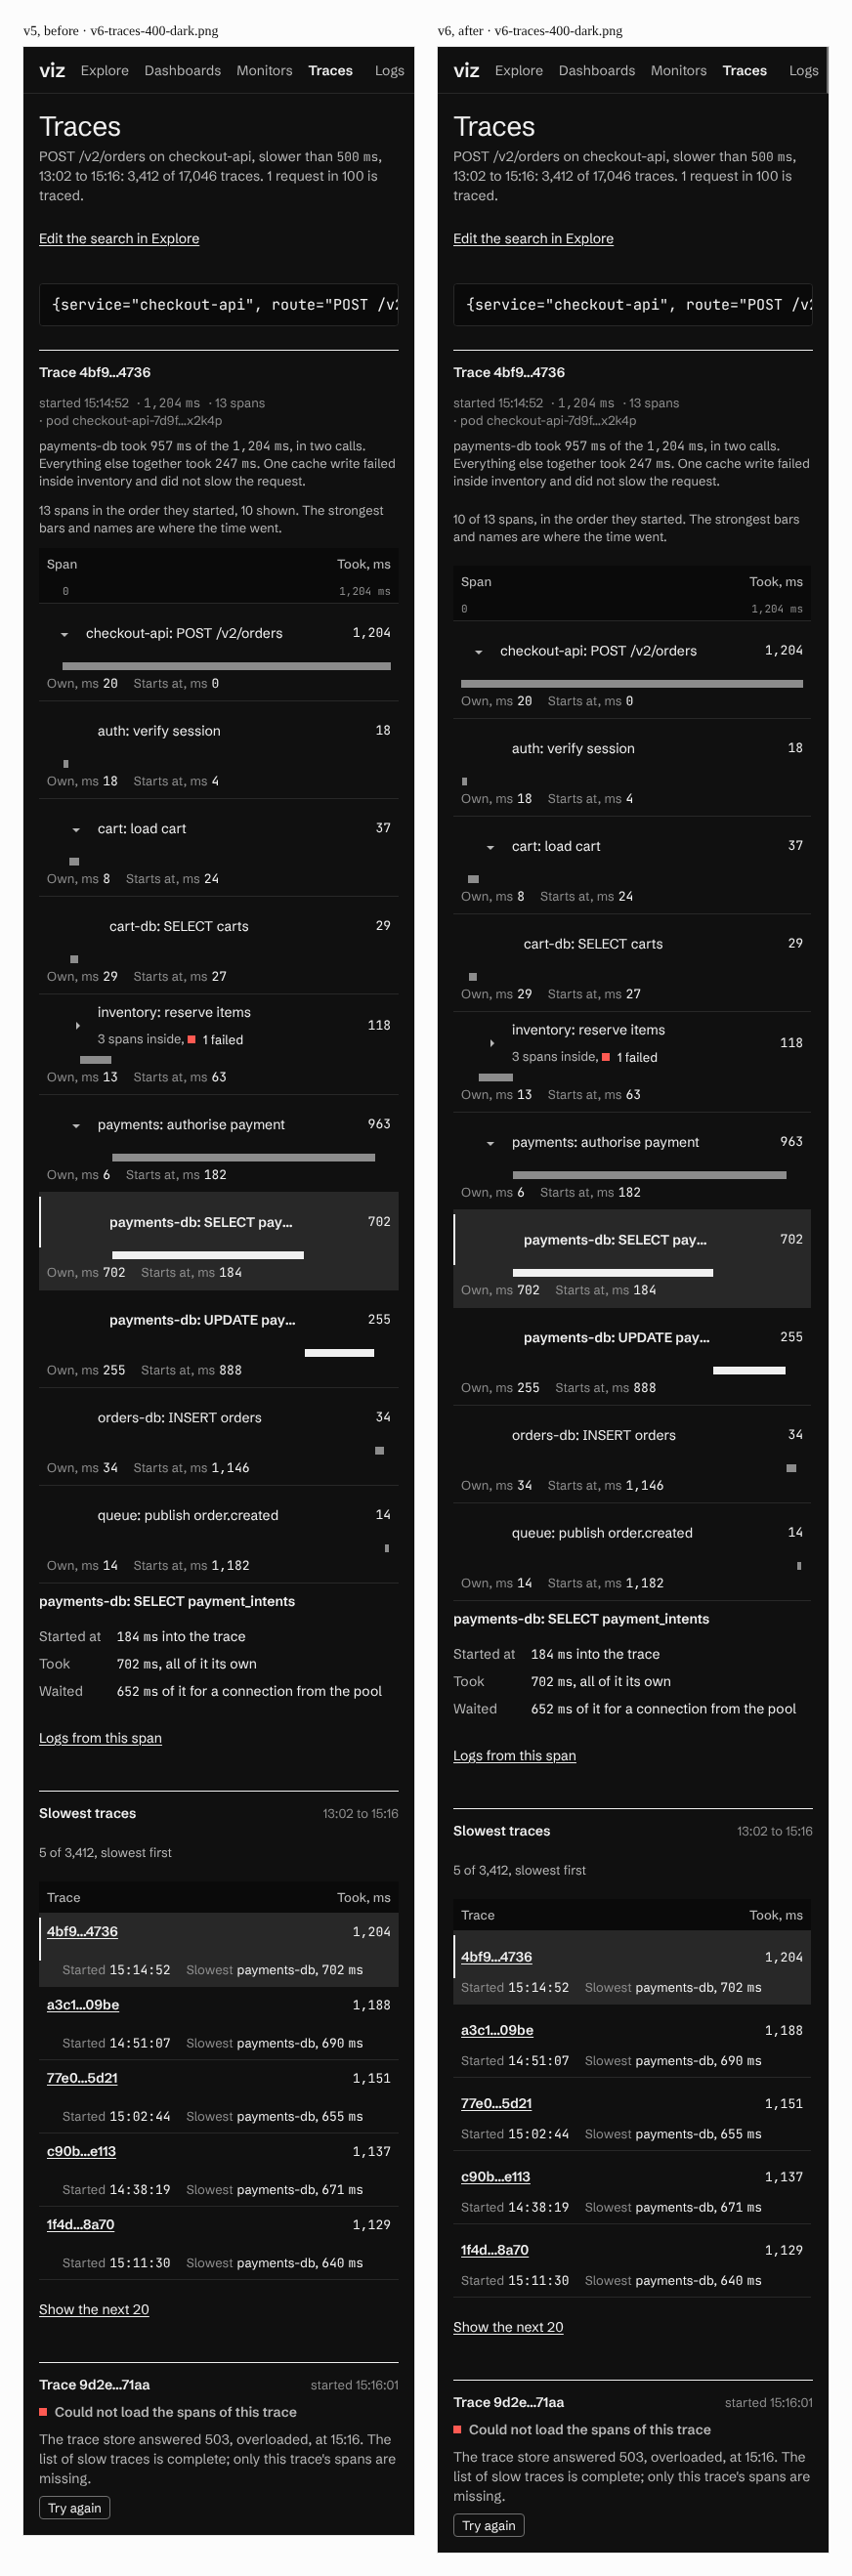 v5, before · v6-traces-400-dark.png
viz Explore Dashboards Monitors Traces Logs
Traces
POST /v2/orders on checkout-api, slower than 500 ms,
13:02 to 15:16: 3,412 of 17,046 traces. 1 request in 100 is
traced.
Edit the search in Explore
{service="checkout-api", route="POST /v2
Trace 4bf9…4736
started 15:14:52 · 1,204 ms · 13 spans
· pod checkout-api-7d9f…x2k4p
payments-db took 957 ms of the 1,204 ms, in two calls.
Everything else together took 247 ms. One cache write failed
inside inventory and did not slow the request.
13 spans in the order they started, 10 shown. The strongest
bars and names are where the time went.
Span Took, ms
0 1,204 ms
checkout-api: POST /v2/orders 1,204
Own, ms 20 Starts at, ms 0
auth: verify session 18
Own, ms 18 Starts at, ms 4
cart: load cart 37
Own, ms 8 Starts at, ms 24
cart-db: SELECT carts 29
Own, ms 29 Starts at, ms 27
inventory: reserve items 118
3 spans inside, 1 failed
Own, ms 13 Starts at, ms 63
payments: authorise payment 963
Own, ms 6 Starts at, ms 182
payments-db: SELECT pay… 702
Own, ms 702 Starts at, ms 184
payments-db: UPDATE pay… 255
Own, ms 255 Starts at, ms 888
orders-db: INSERT orders 34
Own, ms 34 Starts at, ms 1,146
queue: publish order.created 14
Own, ms 14 Starts at, ms 1,182
payments-db: SELECT payment_intents
Started at 184 ms into the trace
Took 702 ms, all of it its own
Waited 652 ms of it for a connection from the pool
Logs from this span
Slowest traces 13:02 to 15:16
5 of 3,412, slowest first
Trace Took, ms
4bf9…4736 1,204
Started 15:14:52 Slowest payments-db, 702 ms
a3c1…09be 1,188
Started 14:51:07 Slowest payments-db, 690 ms
77e0…5d21 1,151
Started 15:02:44 Slowest payments-db, 655 ms
c90b…e113 1,137
Started 14:38:19 Slowest payments-db, 671 ms
1f4d…8a70 1,129
Started 15:11:30 Slowest payments-db, 640 ms
Show the next 20
Trace 9d2e…71aa started 15:16:01
Could not load the spans of this trace
The trace store answered 503, overloaded, at 15:16. The
list of slow traces is complete; only this trace's spans are
missing.
Try again
v6, after · v6-traces-400-dark.png
viz Explore Dashboards Monitors Traces Logs
Traces
POST /v2/orders on checkout-api, slower than 500 ms,
13:02 to 15:16: 3,412 of 17,046 traces. 1 request in 100 is
traced.
Edit the search in Explore
{service="checkout-api", route="POST /v2
Trace 4bf9…4736
started 15:14:52 · 1,204 ms · 13 spans
· pod checkout-api-7d9f…x2k4p
payments-db took 957 ms of the 1,204 ms, in two calls.
Everything else together took 247 ms. One cache write failed
inside inventory and did not slow the request.
10 of 13 spans, in the order they started. The strongest bars
and names are where the time went.
Span Took, ms
0 1,204 ms
checkout-api: POST /v2/orders 1,204
Own, ms 20 Starts at, ms 0
auth: verify session 18
Own, ms 18 Starts at, ms 4
cart: load cart 37
Own, ms 8 Starts at, ms 24
cart-db: SELECT carts 29
Own, ms 29 Starts at, ms 27
inventory: reserve items 118
3 spans inside, 1 failed
Own, ms 13 Starts at, ms 63
payments: authorise payment 963
Own, ms 6 Starts at, ms 182
payments-db: SELECT pay… 702
Own, ms 702 Starts at, ms 184
payments-db: UPDATE pay… 255
Own, ms 255 Starts at, ms 888
orders-db: INSERT orders 34
Own, ms 34 Starts at, ms 1,146
queue: publish order.created 14
Own, ms 14 Starts at, ms 1,182
payments-db: SELECT payment_intents
Started at 184 ms into the trace
Took 702 ms, all of it its own
Waited 652 ms of it for a connection from the pool
Logs from this span
Slowest traces 13:02 to 15:16
5 of 3,412, slowest first
Trace Took, ms
4bf9…4736 1,204
Started 15:14:52 Slowest payments-db, 702 ms
a3c1…09be 1,188
Started 14:51:07 Slowest payments-db, 690 ms
77e0…5d21 1,151
Started 15:02:44 Slowest payments-db, 655 ms
c90b…e113 1,137
Started 14:38:19 Slowest payments-db, 671 ms
1f4d…8a70 1,129
Started 15:11:30 Slowest payments-db, 640 ms
Show the next 20
Trace 9d2e…71aa started 15:16:01
Could not load the spans of this trace
The trace store answered 503, overloaded, at 15:16. The
list of slow traces is complete; only this trace's spans are
missing.
Try again